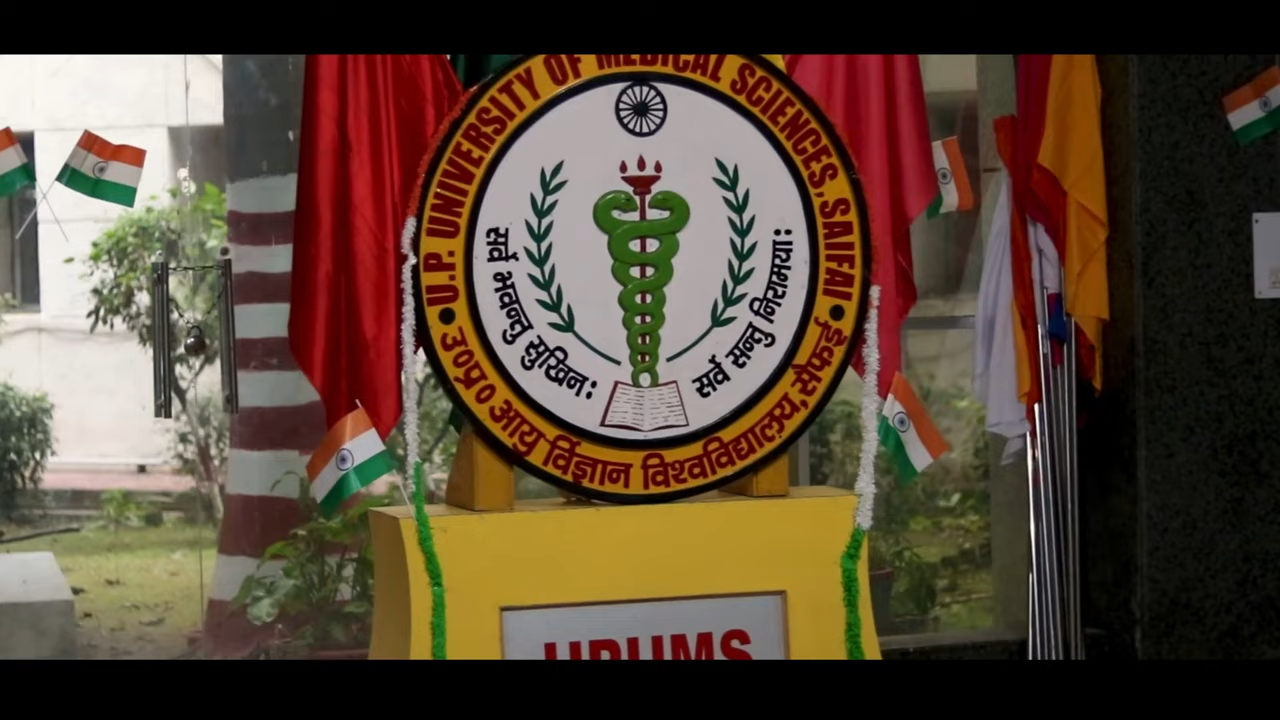 U.P. UNIVERSITY OF MEDICAL SCIENCES, SAIFAI
सर्वे भवन्तु सुखिनः
सर्वे सन्तु निरामयाः
उ०प्र० आयुर्विज्ञान विश्वविद्यालय, सैफई
UPUMS